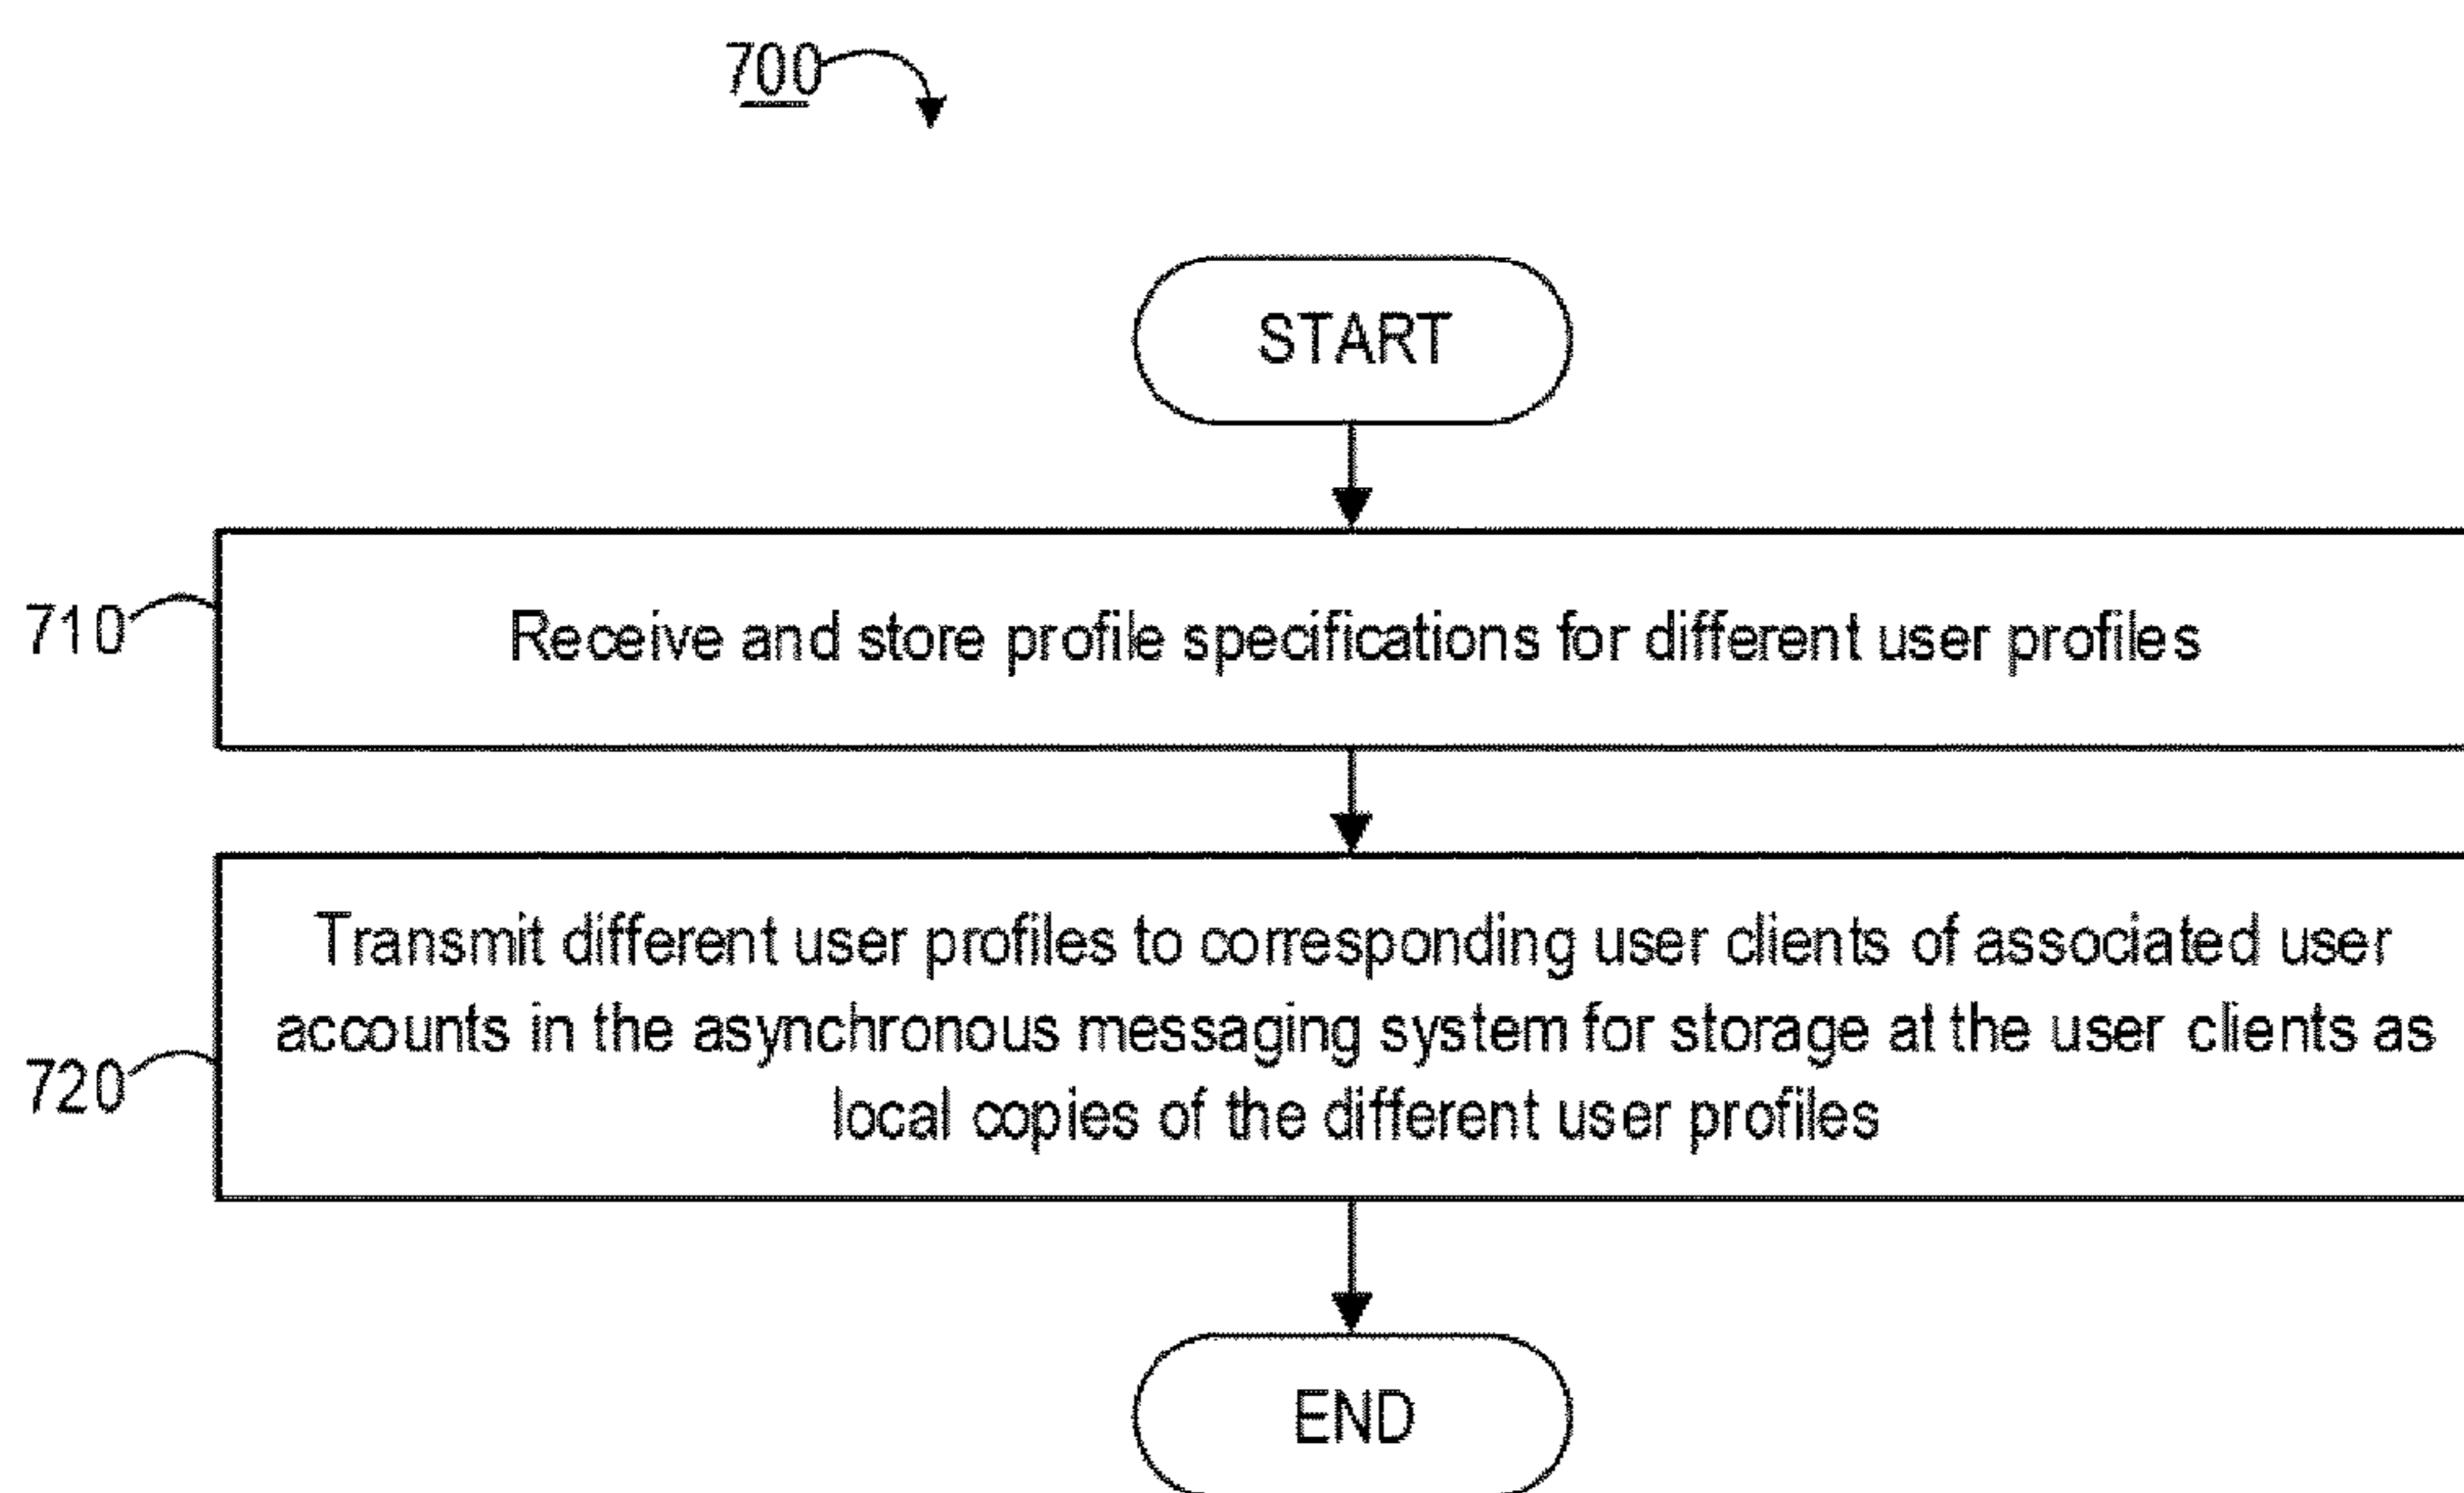 700
START
710
Receive and store profile specifications for different user profiles
Transmit different user profiles to corresponding user clients of associated user
accounts in the asynchronous messaging system for storage at the user clients as
720
local copies of the different user profiles
END